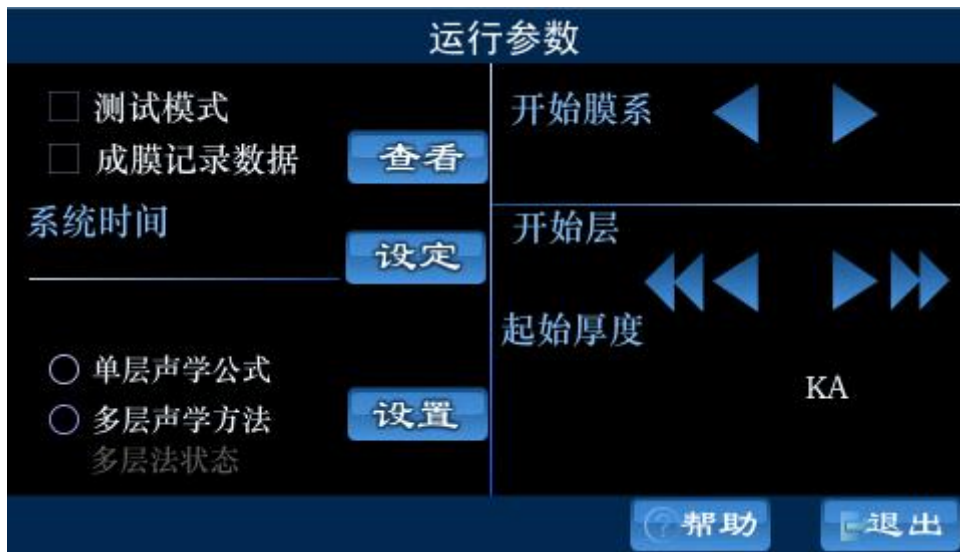 运行参数
测试模式
成膜记录数据
查看
系统时间
设定
单层声学公式
多层声学方法
设置
多层法状态
开始膜系
开始层
起始厚度
KA
帮助
退出